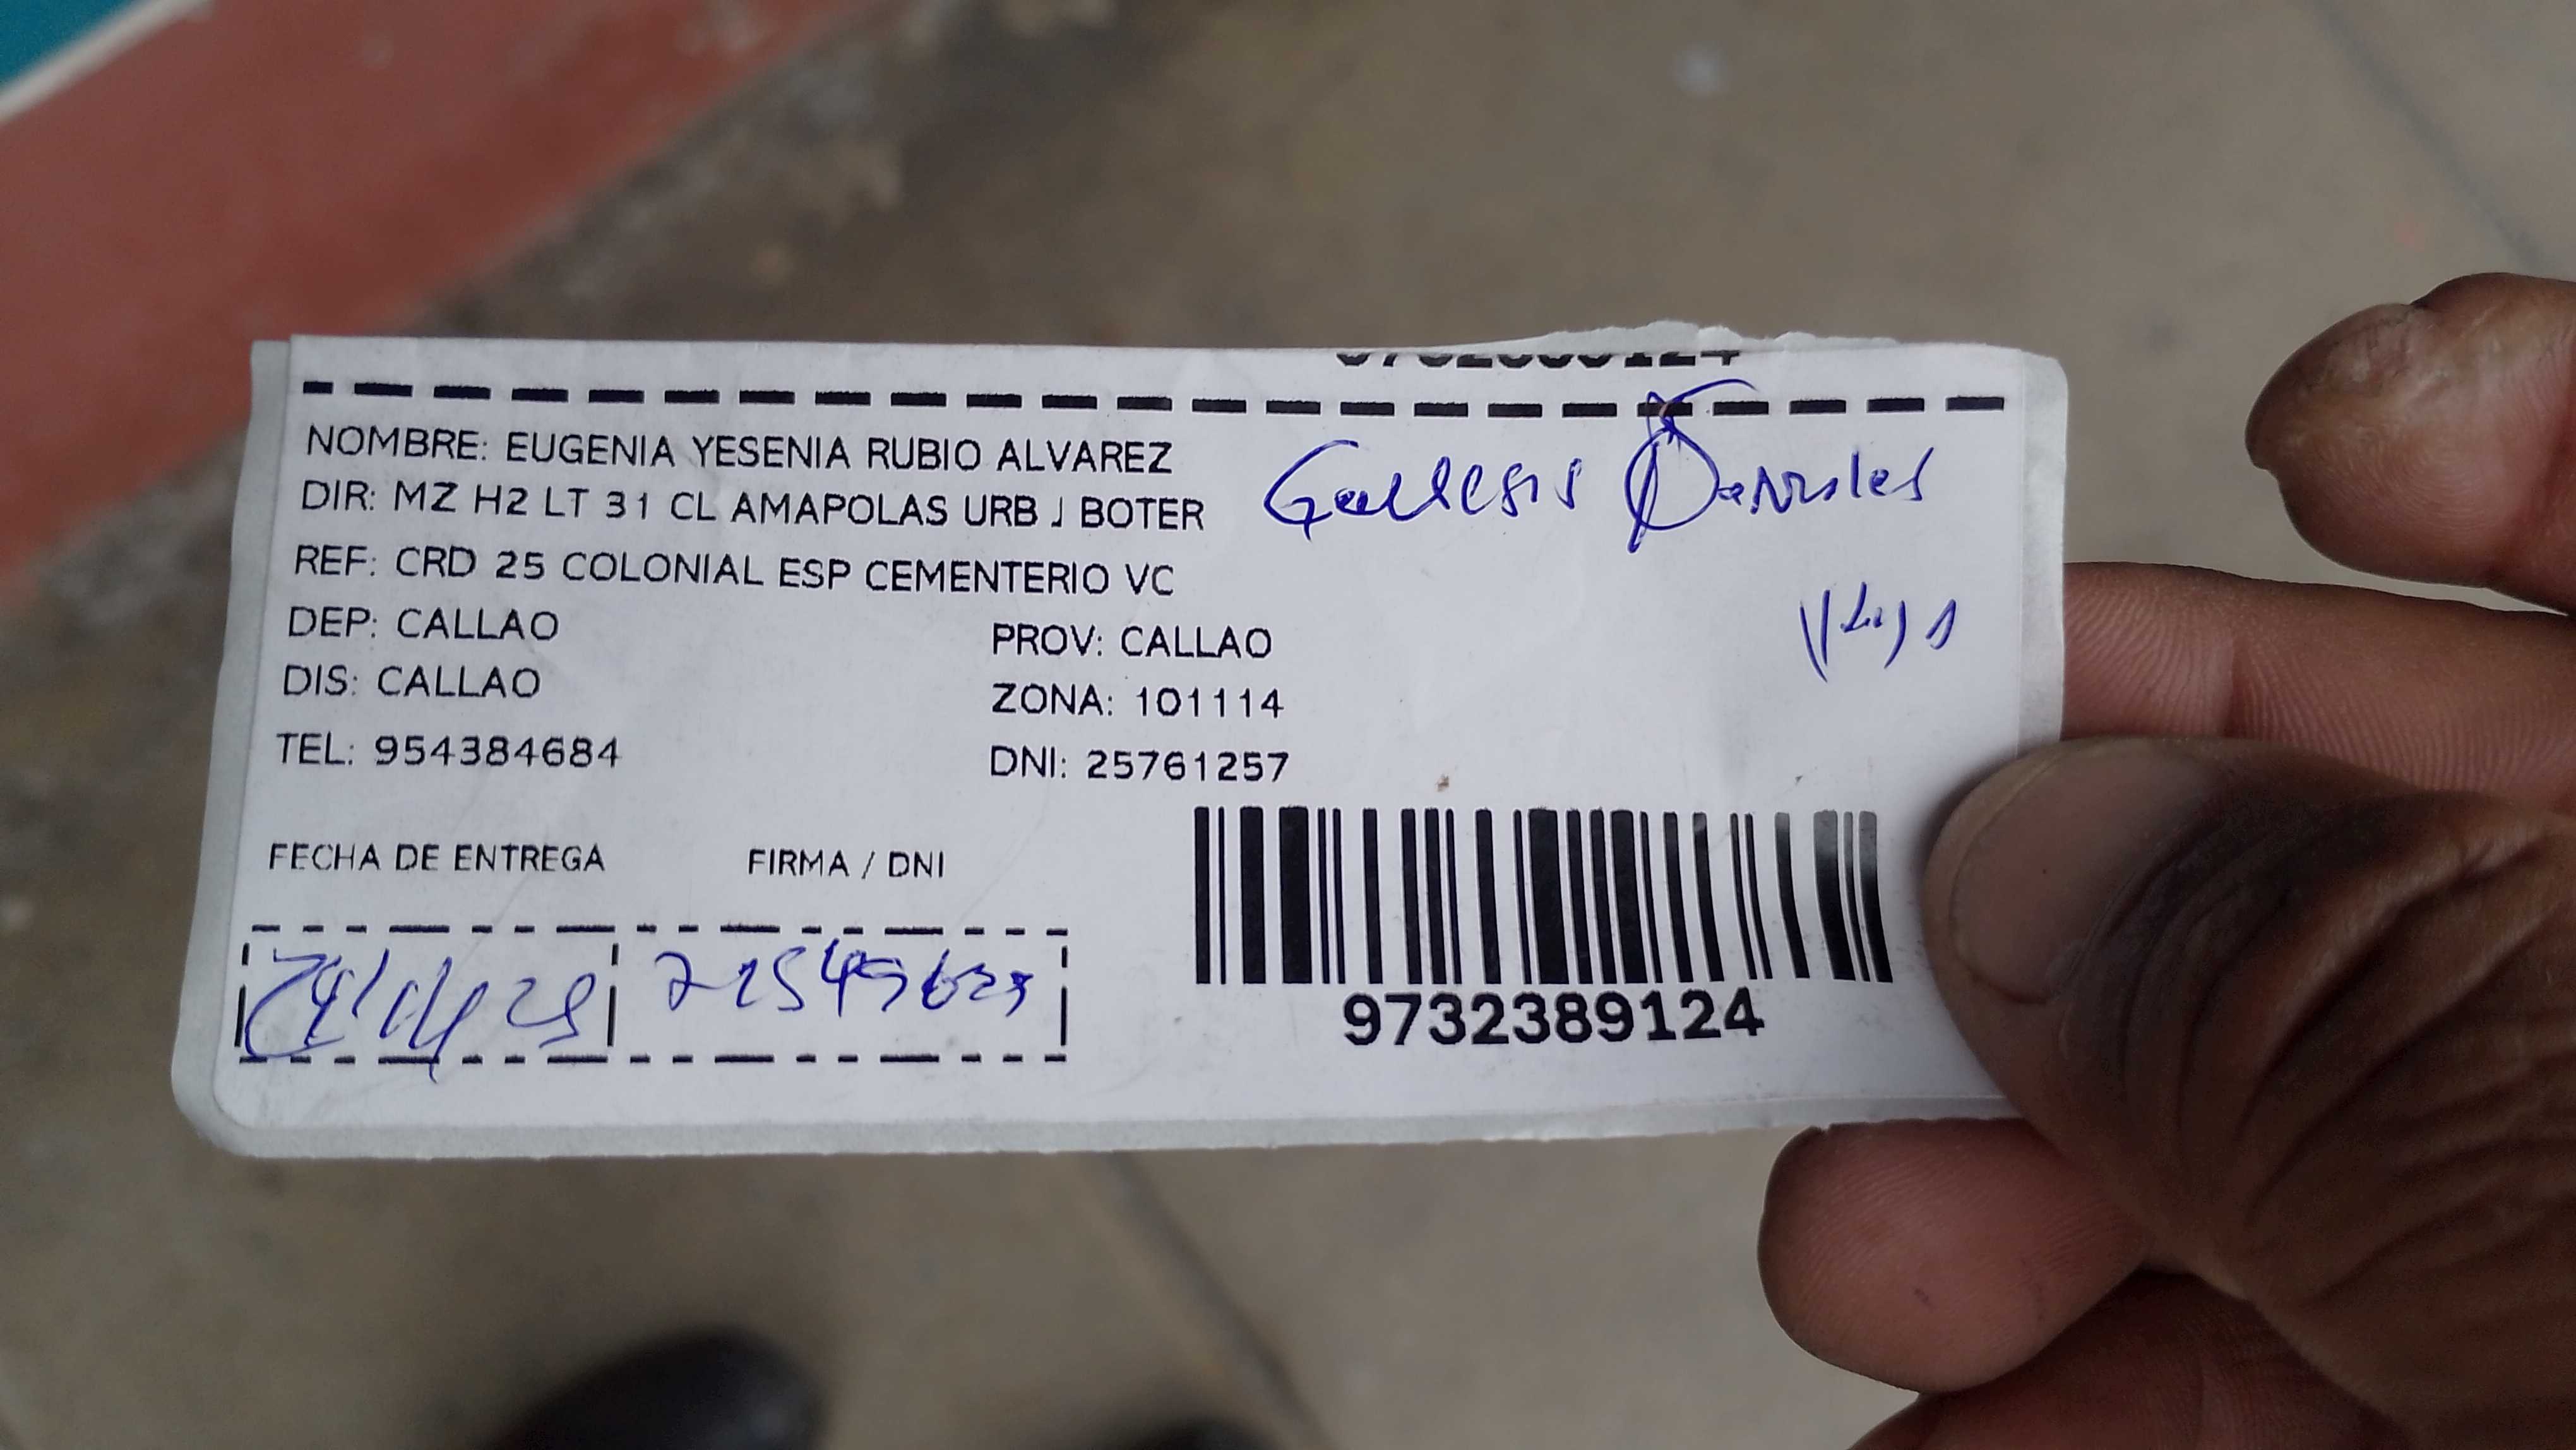 NOMBRE: EUGENIA YESENIA RUBIO ALVAREZ
DIR: MZ H2 LT 31 CL AMAPOLAS URB J BOTER
REF: CRD 25 COLONIAL ESP CEMENTERIO VC
DEP: CALLAO
PROV: CALLAO
DIS: CALLAO
ZONA: 101114
TEL: 954384684
DNI: 25761257
FECHA DE ENTREGA
FIRMA / DNI
9732389124